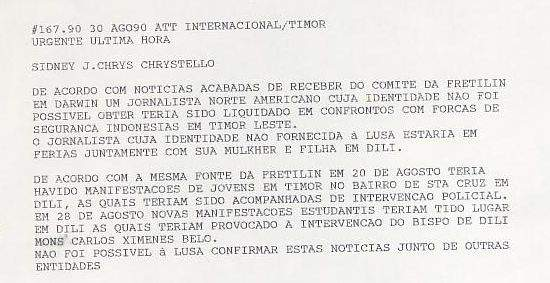 #167.90 30 AGO90 ATT INTERNACIONAL/TIMOR
URGENTE ULTIMA HORA
SIDNEY J.CHRYS CHRYSTELLO
DE ACORDO COM NOTICIAS ACABADAS DE RECEBER DO COMITE DA FRETILIN
EM DARWIN UM JORNALISTA NORTE AMERICANO CUJA IDENTIDADE NAO FOI
POSSIVEL OBTER TERIA SIDO LIQUIDADO EM CONFRONTOS COM FORCAS DE
SEGURANCA INDONESIAS EM TIMOR LESTE.
O JORNALISTA CUJA IDENTIDADE NAO FORNECIDA à LUSA ESTARIA EM
FERIAS JUNTAMENTE COM SUA MULKHER E FILHA EM DILI.
DE ACORDO COM A MESMA FONTE DA FRETILIN EM 20 DE AGOSTO TERIA
HAVIDO MANIFESTACOES DE JOVENS EM TIMOR NO BAIRRO DE STA CRUZ EM
DILI, AS QUAIS TERIAM SIDO ACOMPANHADAS DE INTERVENCAO POLICIAL.
EM 28 DE AGOSTO NOVAS MANIFESTACOES ESTUDANTIS TERIAM TIDO LUGAR
EM DILI AS QUAIS TERIAM PROVOCADO A INTERVENCAO DO BISPO DE DILI
MONS CARLOS XIMENES BELO.
NAO FOI POSSIVEL à LUSA CONFIRMAR ESTAS NOTICIAS JUNTO DE OUTRAS
ENTIDADES